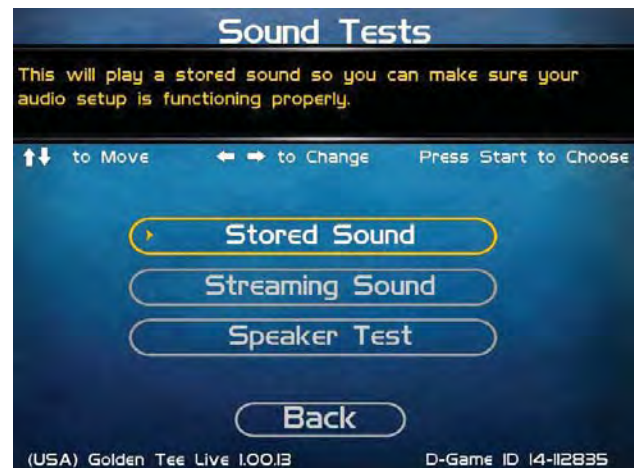 Sound Tests
This will play a stored sound so you can make sure your
audio setup is functioning properly.
to Move to Change Press Start to Choose
Stored Sound
Streaming Sound
Speaker Test
Back
(USA) Golden Tee Live 1.00.13 D-Game ID 14-112835